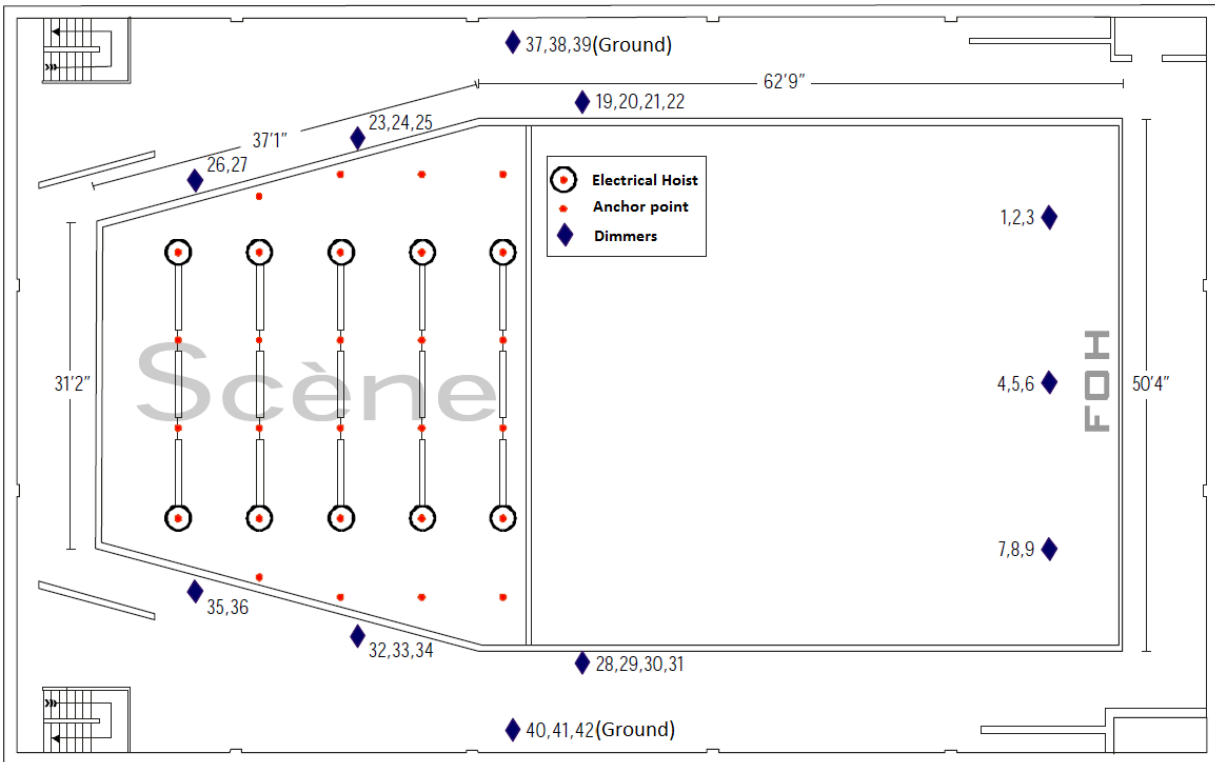 37,38,39(Ground)
62'9”
19,20,21,22
23,24,25
37'1”
26,27
Electrical Hoist
Anchor point
Dimmers
1,2,3
Scène
31'2”
4,5,6
FOH
50'4”
7,8,9
35,36
32,33,34
28,29,30,31
40,41,42(Ground)